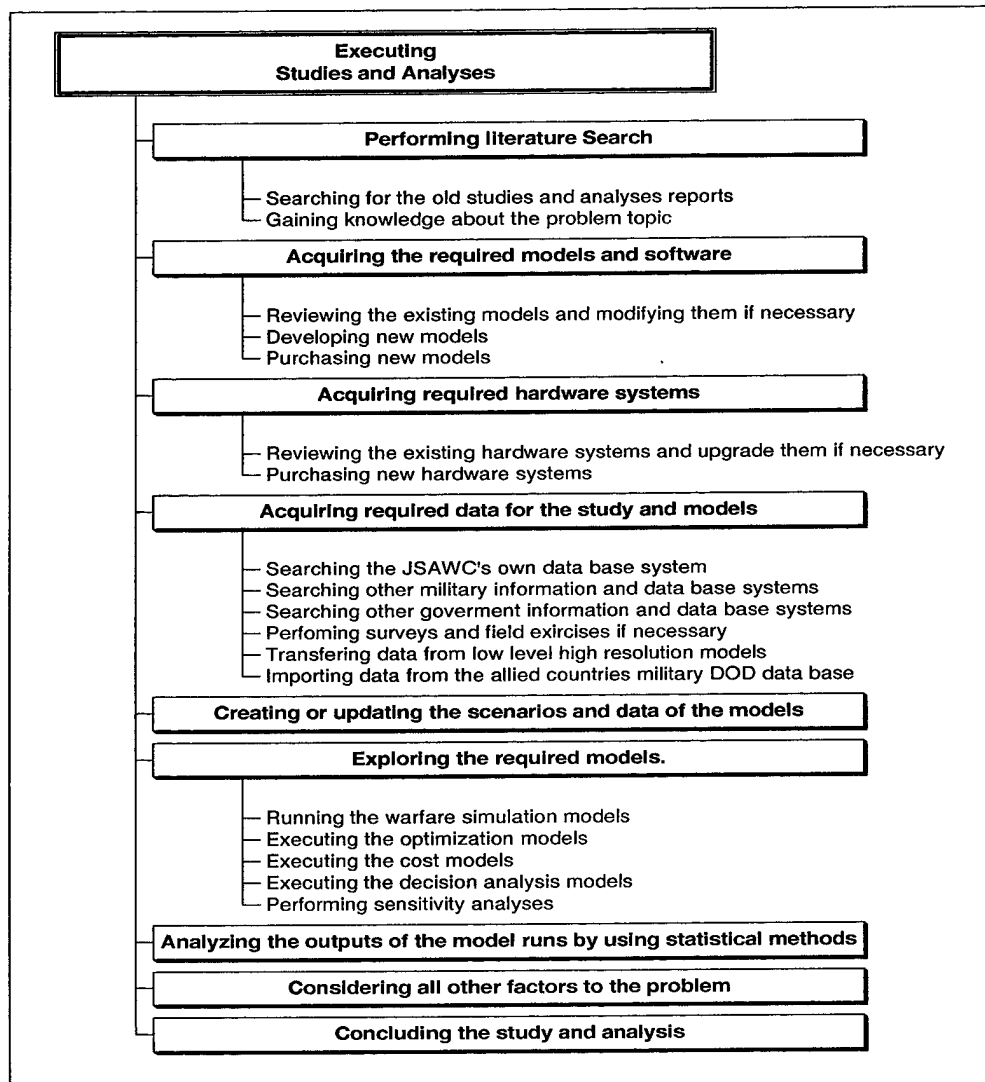 Executing
Studies and Analyses
Performing literature Search
Searching for the old studies and analyses reports
Gaining knowledge about the problem topic
Acquiring the required models and software
Reviewing the existing models and modifying them if necessary
Developing new models
Purchasing new models
Acquiring required hardware systems
Reviewing the existing hardware systems and upgrade them if necessary
Purchasing new hardware systems
Acquiring required data for the study and models
Searching the JSAWC's own data base system
Searching other military information and data base systems
Searching other goverment information and data base systems
Perfoming surveys and field exircises if necessary
Transfering data from low level high resolution models
Importing data from the allied countries military DOD data base
Creating or updating the scenarios and data of the models
Exploring the required models.
Running the warfare simulation models
Executing the optimization models
Executing the cost models
Executing the decision analysis models
Performing sensitivity analyses
Analyzing the outputs of the model runs by using statistical methods
Considering all other factors to the problem
Concluding the study and analysis